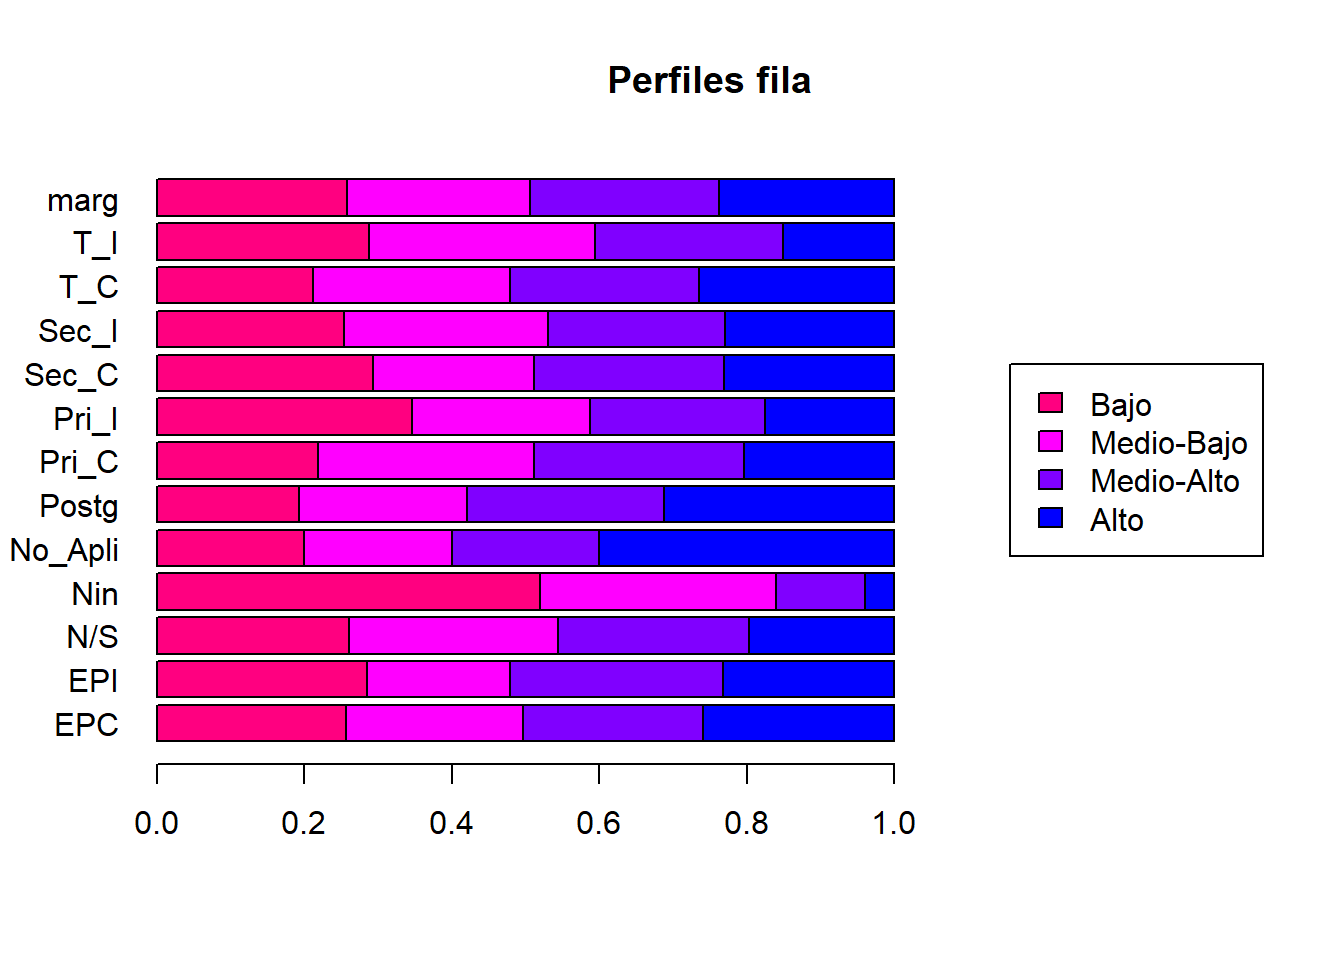 Perfiles fila
marg
T_I
T_C
Sec_I
Sec_C
Pri_I
Pri_C
Postg
No_Apli
Nin
N/S
EPI
EPC
0.0 0.2 0.4 0.6 0.8 1.0
Bajo
Medio-Bajo
Medio-Alto
Alto